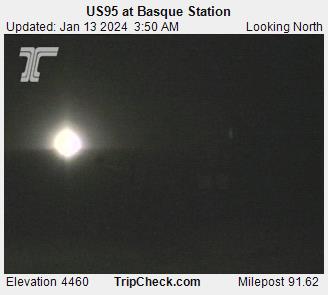 US95 at Basque Station
Updated: Jan 13 2024 3:50 AM Looking North
Elevation 4460 TripCheck.com Milepost 91.62